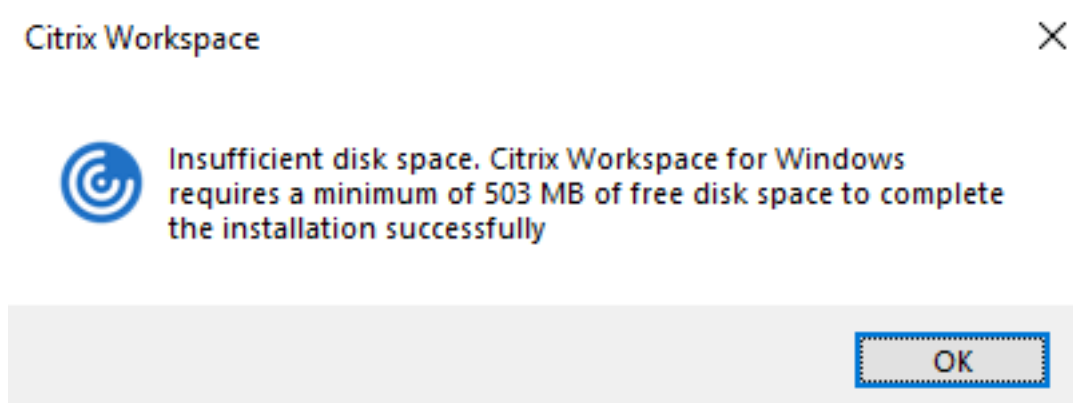 Citrix Workspace
Insufficient disk space. Citrix Workspace for Windows
requires a minimum of 503 MB of free disk space to complete
the installation successfully
OK